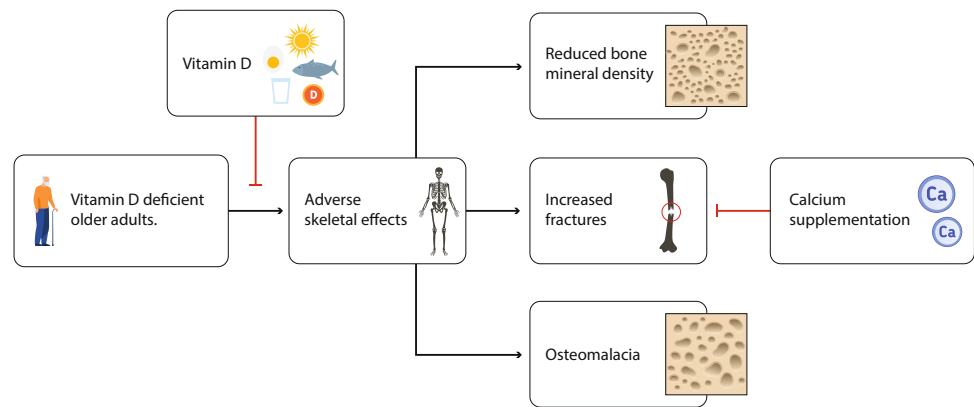 Vitamin D
D
Vitamin D deficient
older adults.
Adverse
skeletal effects
Reduced bone
mineral density
Increased
fractures
Calcium
supplementation
Ca
Ca
Osteomalacia